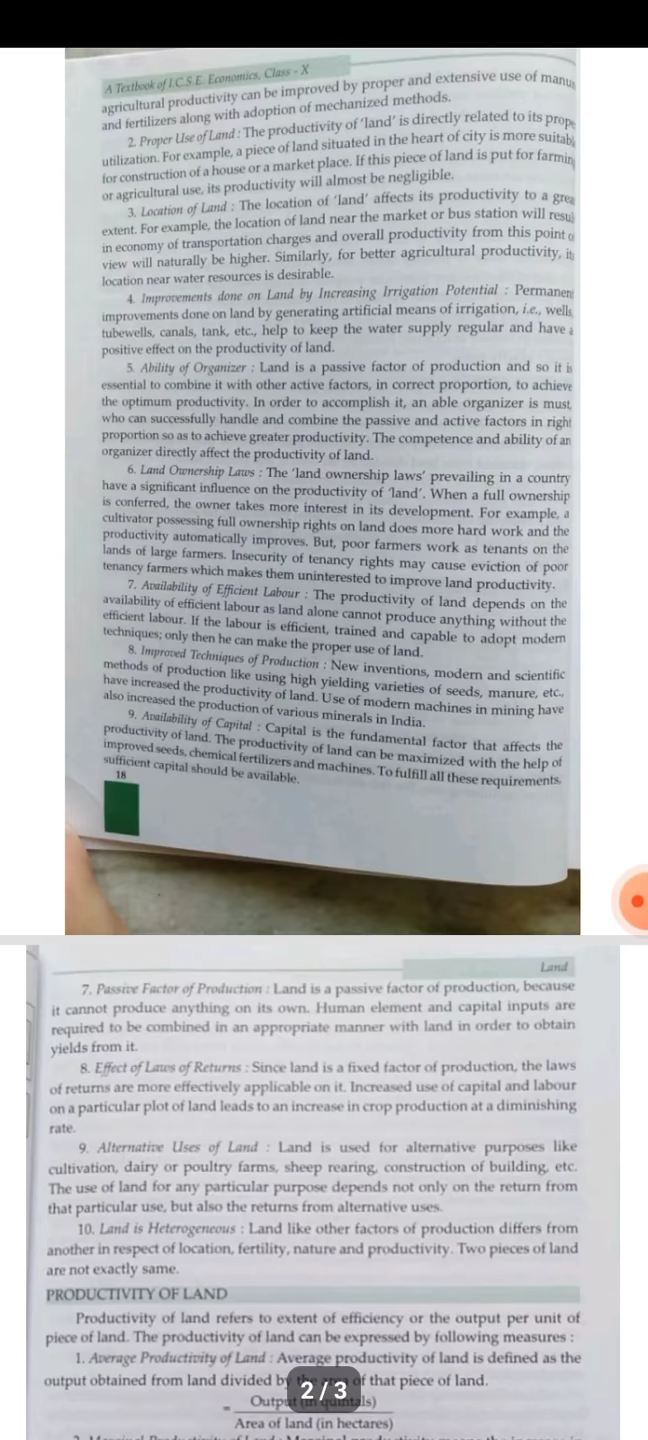 A Textbook of I.C.S.E. Economics, Class - X
agricultural productivity can be improved by proper and extensive use of
and fertilizers along with adoption of mechanized methods.
2. Proper Use of Land : The productivity of 'land' is directly related to its
utilization. For example, a piece of land situated in the heart of city is more
for construction of a house or a market place. If this piece of land is put for
or agricultural use, its productivity will almost be negligible.
3. Location of Land : The location of 'land' affects its productivity to a
extent. For example, the location of land near the market or bus station will
in economy of transportation charges and overall productivity from this point
view will naturally be higher. Similarly, for better agricultural productivity,
location near water resources is desirable.
4. Improvements done on Land by Increasing Irrigation Potential :
improvements done on land by generating artificial means of irrigation, i.e., wells,
tubewells, canals, tank, etc., help to keep the water supply regular and have a
positive effect on the productivity of land.
5. Ability of Organizer : Land is a passive factor of production and so it is
essential to combine it with other active factors, in correct proportion, to achieve
the optimum productivity. In order to accomplish it, an able organizer is must,
who can successfully handle and combine the passive and active factors in right
proportion so as to achieve greater productivity. The competence and ability of an
organizer directly affect the productivity of land.
6. Land Ownership Laws : The 'land ownership laws' prevailing in a country
have a significant influence on the productivity of 'land'. When a full ownership
is conferred, the owner takes more interest in its development. For example, a
cultivator possessing full ownership rights on land does more hard work and the
productivity automatically improves. But, poor farmers work as tenants on the
lands of large farmers. Insecurity of tenancy rights may cause eviction of poor
tenancy farmers which makes them uninterested to improve land productivity.
7. Availability of Efficient Labour : The productivity of land depends on the
availability of efficient labour as land alone cannot produce anything without the
efficient labour. If the labour is efficient, trained and capable to adopt modern
techniques; only then he can make the proper use of land.
8. Improved Techniques of Production : New inventions, modern and scientific
methods of production like using high yielding varieties of seeds, manure, etc.,
have increased the productivity of land. Use of modern machines in mining have
also increased the production of various minerals in India.
9. Availability of Capital : Capital is the fundamental factor that affects the
productivity of land. The productivity of land can be maximized with the help of
improved seeds, chemical fertilizers and machines. To fulfill all these requirements,
sufficient capital should be available.
18
Land
7. Passive Factor of Production : Land is a passive factor of production, because
it cannot produce anything on its own. Human element and capital inputs are
required to be combined in an appropriate manner with land in order to obtain
yields from it.
8. Effect of Laws of Returns : Since land is a fixed factor of production, the laws
of returns are more effectively applicable on it. Increased use of capital and labour
on a particular plot of land leads to an increase in crop production at a diminishing
rate.
9. Alternative Uses of Land : Land is used for alternative purposes like
cultivation, dairy or poultry farms, sheep rearing, construction of building, etc.
The use of land for any particular purpose depends not only on the return from
that particular use, but also the returns from alternative uses.
10. Land is Heterogeneous : Land like other factors of production differs from
another in respect of location, fertility, nature and productivity. Two pieces of land
are not exactly same.
PRODUCTIVITY OF LAND
Productivity of land refers to extent of efficiency or the output per unit of
piece of land. The productivity of land can be expressed by following measures :
1. Average Productivity of Land : Average productivity of land is defined as the
output obtained from land divided by of that piece of land.
2 / 3
= Output
Area of land (in hectares)